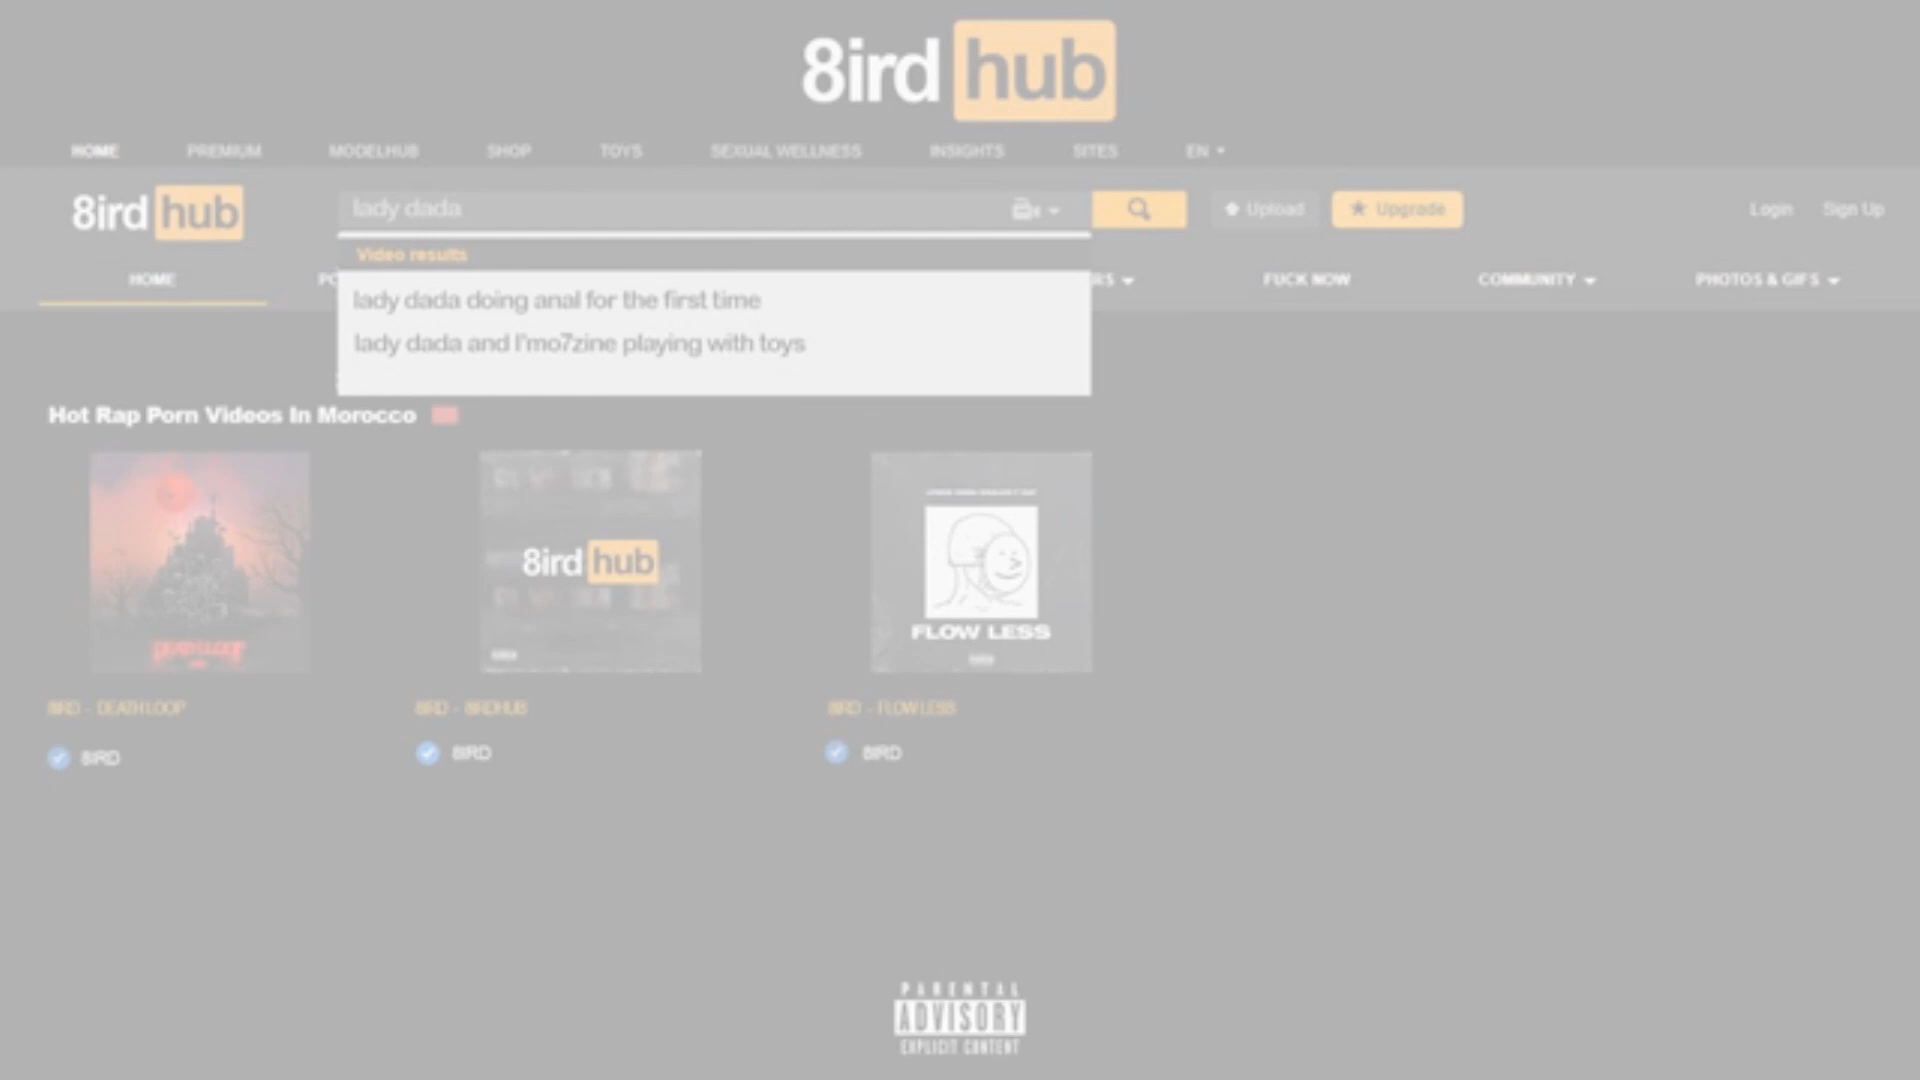 8ird hub
HOME PREMIUM MODELHUB SHOP TOYS SEXUAL WELLNESS INSIGHTS SITES EN
8ird hub lady dada Upload Upgrade Login Sign Up
Video results
HOME PO RS FUCK NOW COMMUNITY PHOTOS & GIFS
lady dada doing anal for the first time
lady dada and l'mo7zine playing with toys
Hot Rap Porn Videos In Morocco
DEATHLOOP
8ird hub
FLOW LESS
8IRD - DEATH LOOP 8IRD - 8IRDHUB 8IRD - FLOW LESS
8IRD 8IRD 8IRD
PARENTAL
ADVISORY
EXPLICIT CONTENT